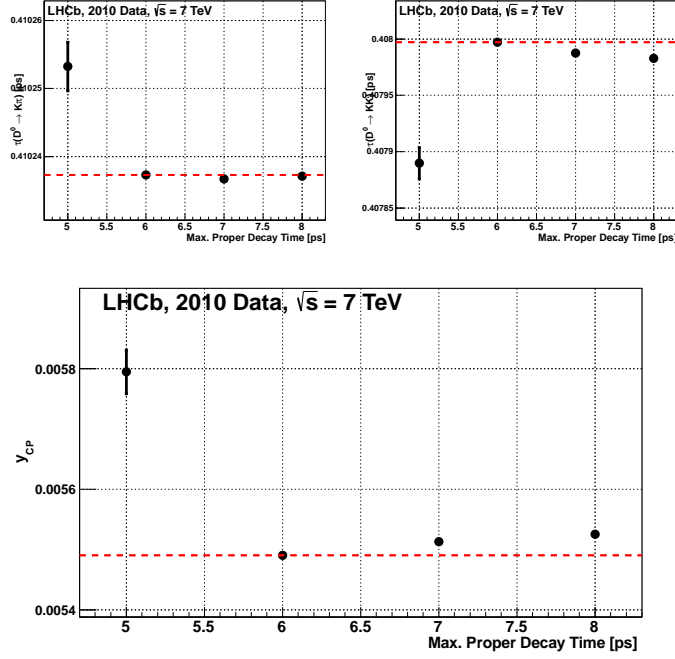 LHCb, 2010 Data, √s = 7 TeV
τ(D⁰ → Kπ) [ps]
0.41026
0.41025
0.41024
5 5.5 6 6.5 7 7.5 8
Max. Proper Decay Time [ps]
LHCb, 2010 Data, √s = 7 TeV
τ(D⁰ → KK) [ps]
0.408
0.40795
0.4079
0.40785
5 5.5 6 6.5 7 7.5 8
Max. Proper Decay Time [ps]
LHCb, 2010 Data, √s = 7 TeV
y_CP
0.0058
0.0056
0.0054
5 5.5 6 6.5 7 7.5 8
Max. Proper Decay Time [ps]